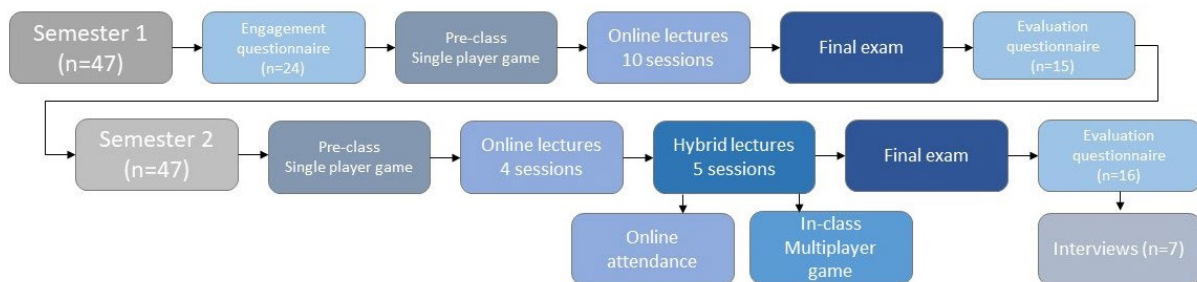 Semester 1
(n=47)
Engagement
questionnaire
(n=24)
Pre-class
Single player game
Online lectures
10 sessions
Final exam
Evaluation
questionnaire
(n=15)
Semester 2
(n=47)
Pre-class
Single player game
Online lectures
4 sessions
Hybrid lectures
5 sessions
Final exam
Evaluation
questionnaire
(n=16)
Online
attendance
In-class
Multiplayer
game
Interviews (n=7)